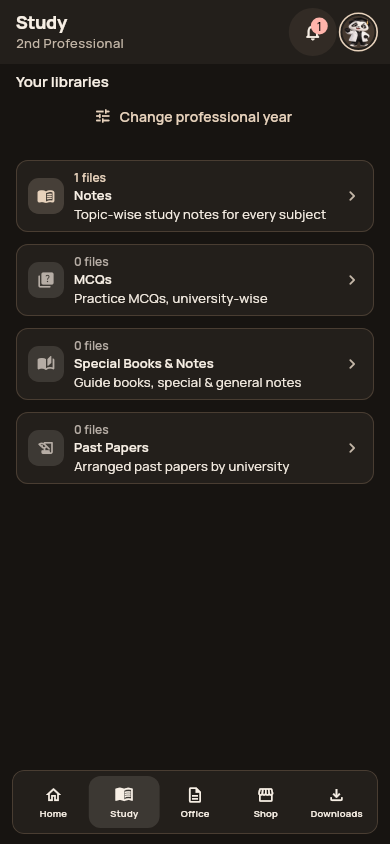 Study
2nd Professional
1
Your libraries
Change professional year
1 files
Notes
Topic-wise study notes for every subject
0 files
MCQs
Practice MCQs, university-wise
0 files
Special Books & Notes
Guide books, special & general notes
0 files
Past Papers
Arranged past papers by university
Home
Study
Office
Shop
Downloads